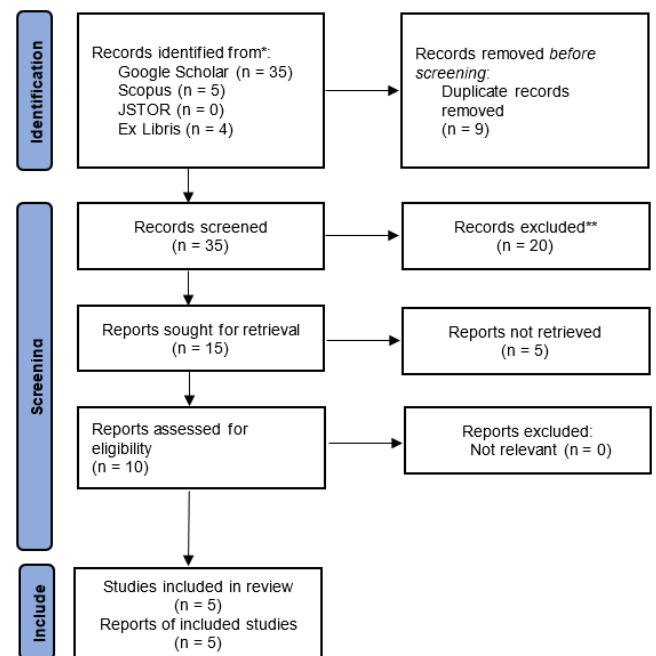 Identification
Records identified from*:
Google Scholar (n = 35)
Scopus (n = 5)
JSTOR (n = 0)
Ex Libris (n = 4)
Records removed before
screening:
Duplicate records
removed
(n = 9)
Screening
Records screened
(n = 35)
Records excluded**
(n = 20)
Reports sought for retrieval
(n = 15)
Reports not retrieved
(n = 5)
Reports assessed for
eligibility
(n = 10)
Reports excluded:
Not relevant (n = 0)
Include
Studies included in review
(n = 5)
Reports of included studies
(n = 5)